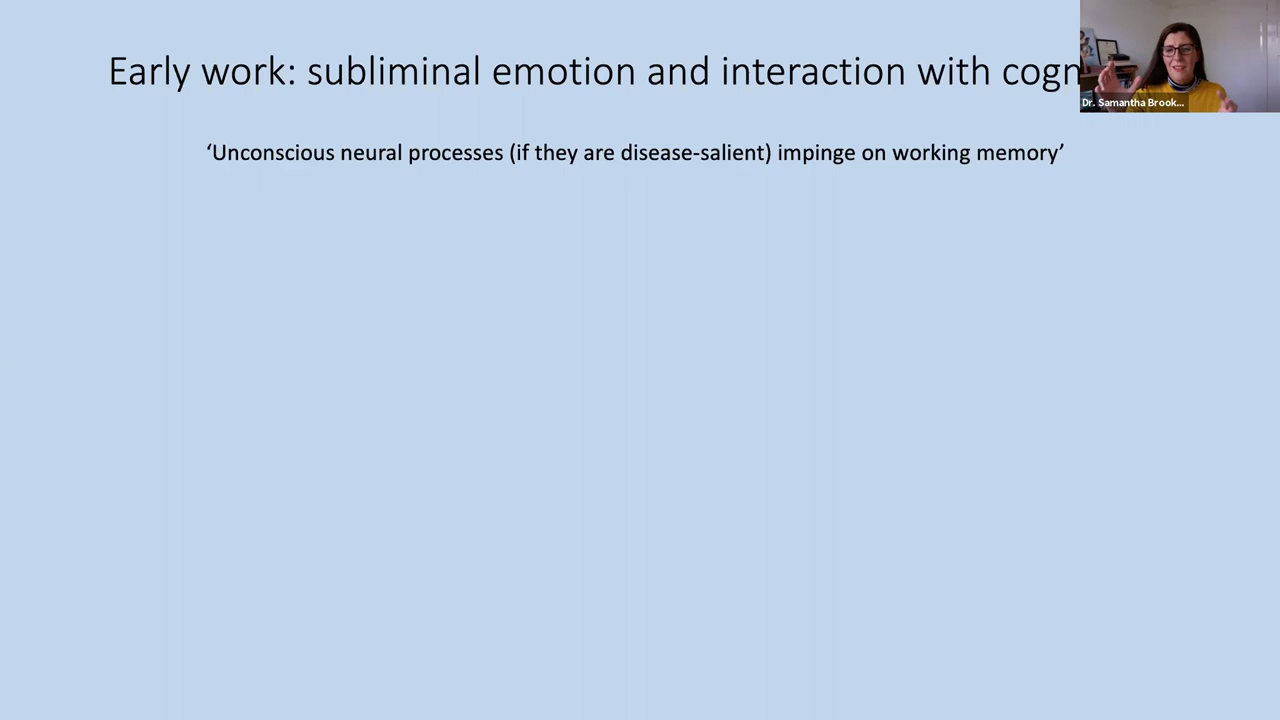 Early work: subliminal emotion and interaction with cogn
Dr. Samantha Brook...
‘Unconscious neural processes (if they are disease-salient) impinge on working memory’